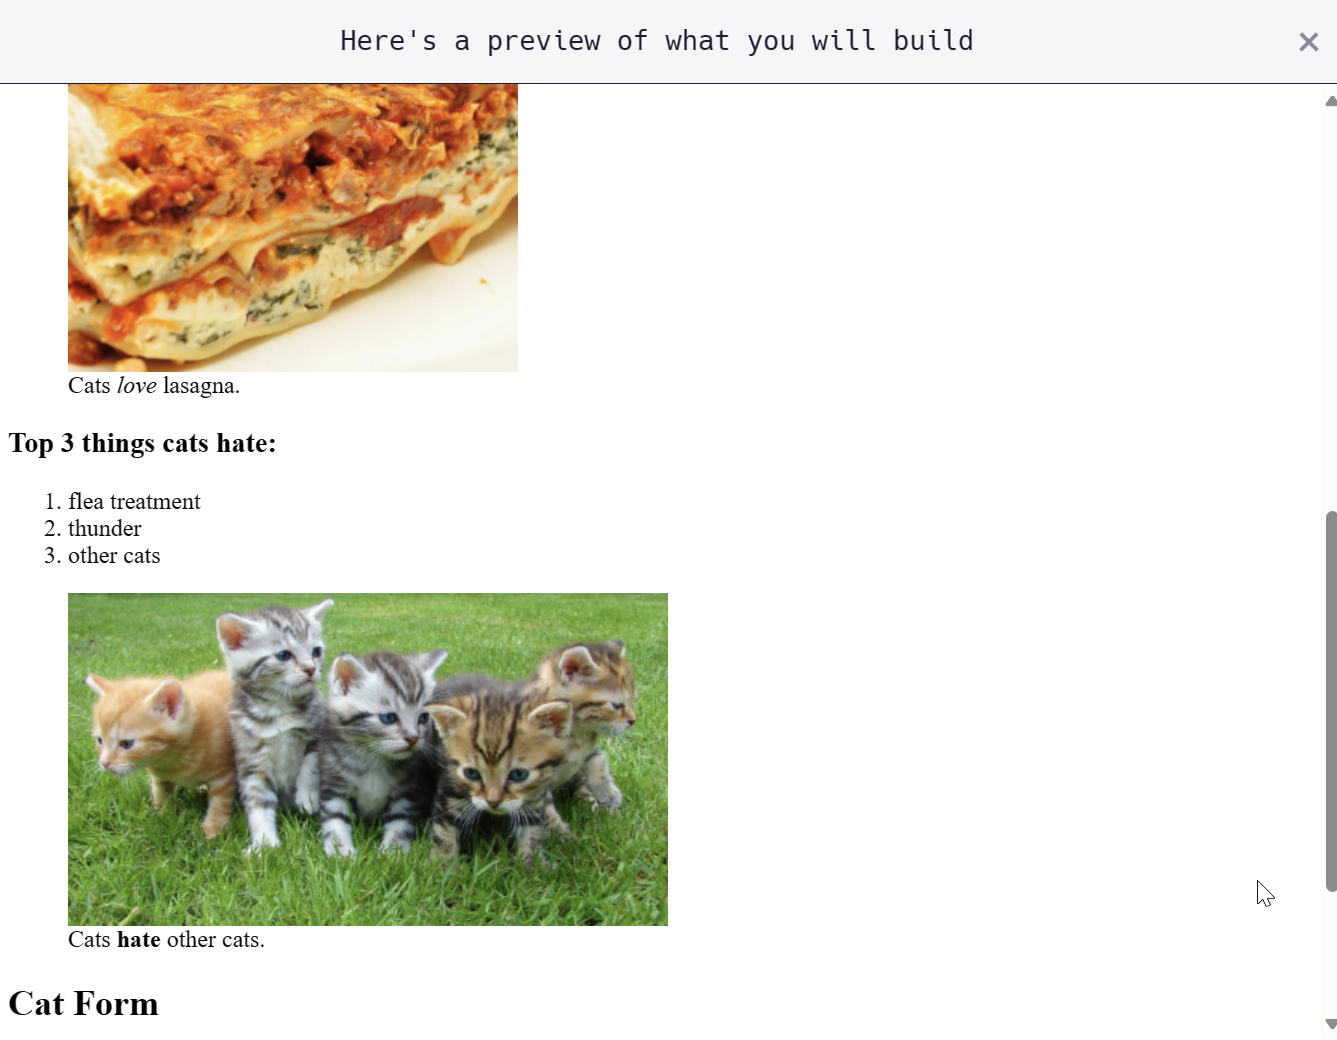 Here's a preview of what you will build
Cats love lasagna.
Top 3 things cats hate:
1. flea treatment
2. thunder
3. other cats
Cats hate other cats.
Cat Form